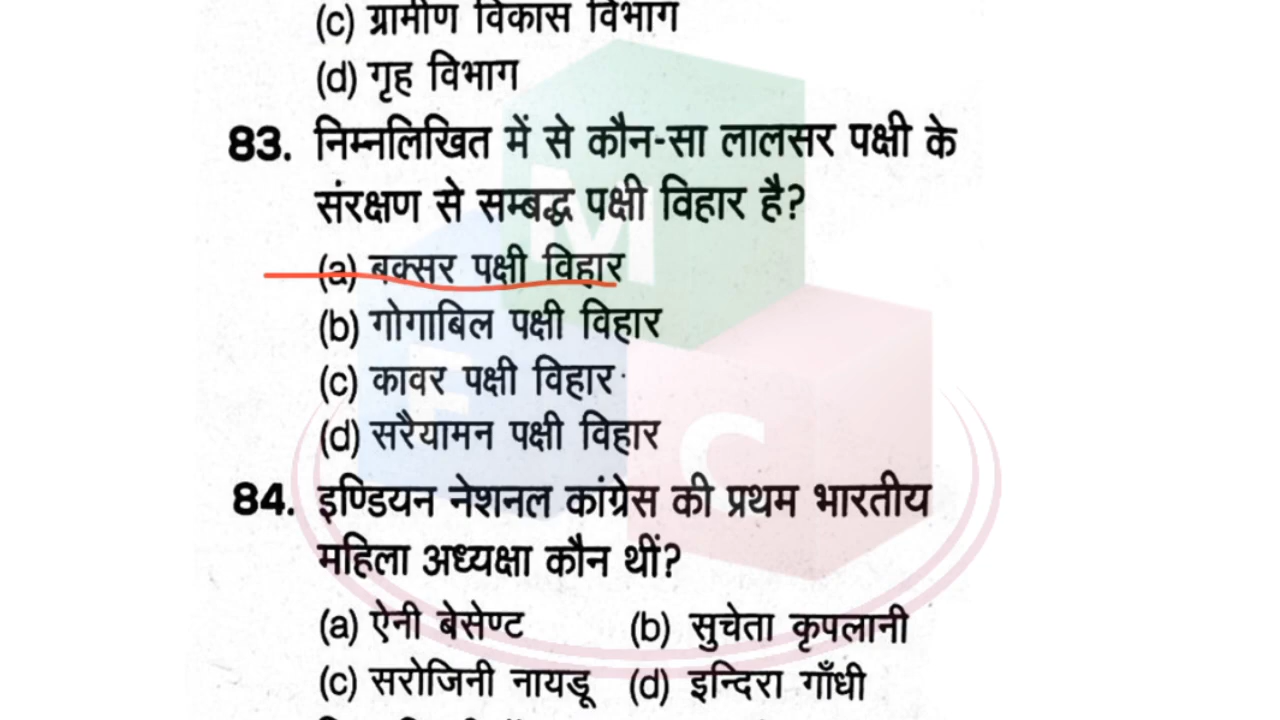 (c) ग्रामीण विकास विभाग
(d) गृह विभाग
83. निम्नलिखित में से कौन-सा लालसर पक्षी के
संरक्षण से सम्बद्ध पक्षी विहार है?
(a) बक्सर पक्षी विहार
(b) गोगाबिल पक्षी विहार
(c) कावर पक्षी विहार
(d) सरैयामन पक्षी विहार
84. इण्डियन नेशनल कांग्रेस की प्रथम भारतीय
महिला अध्यक्षा कौन थीं?
(a) ऐनी बेसेण्ट (b) सुचेता कृपलानी
(c) सरोजिनी नायडू (d) इन्दिरा गाँधी
M
E
C